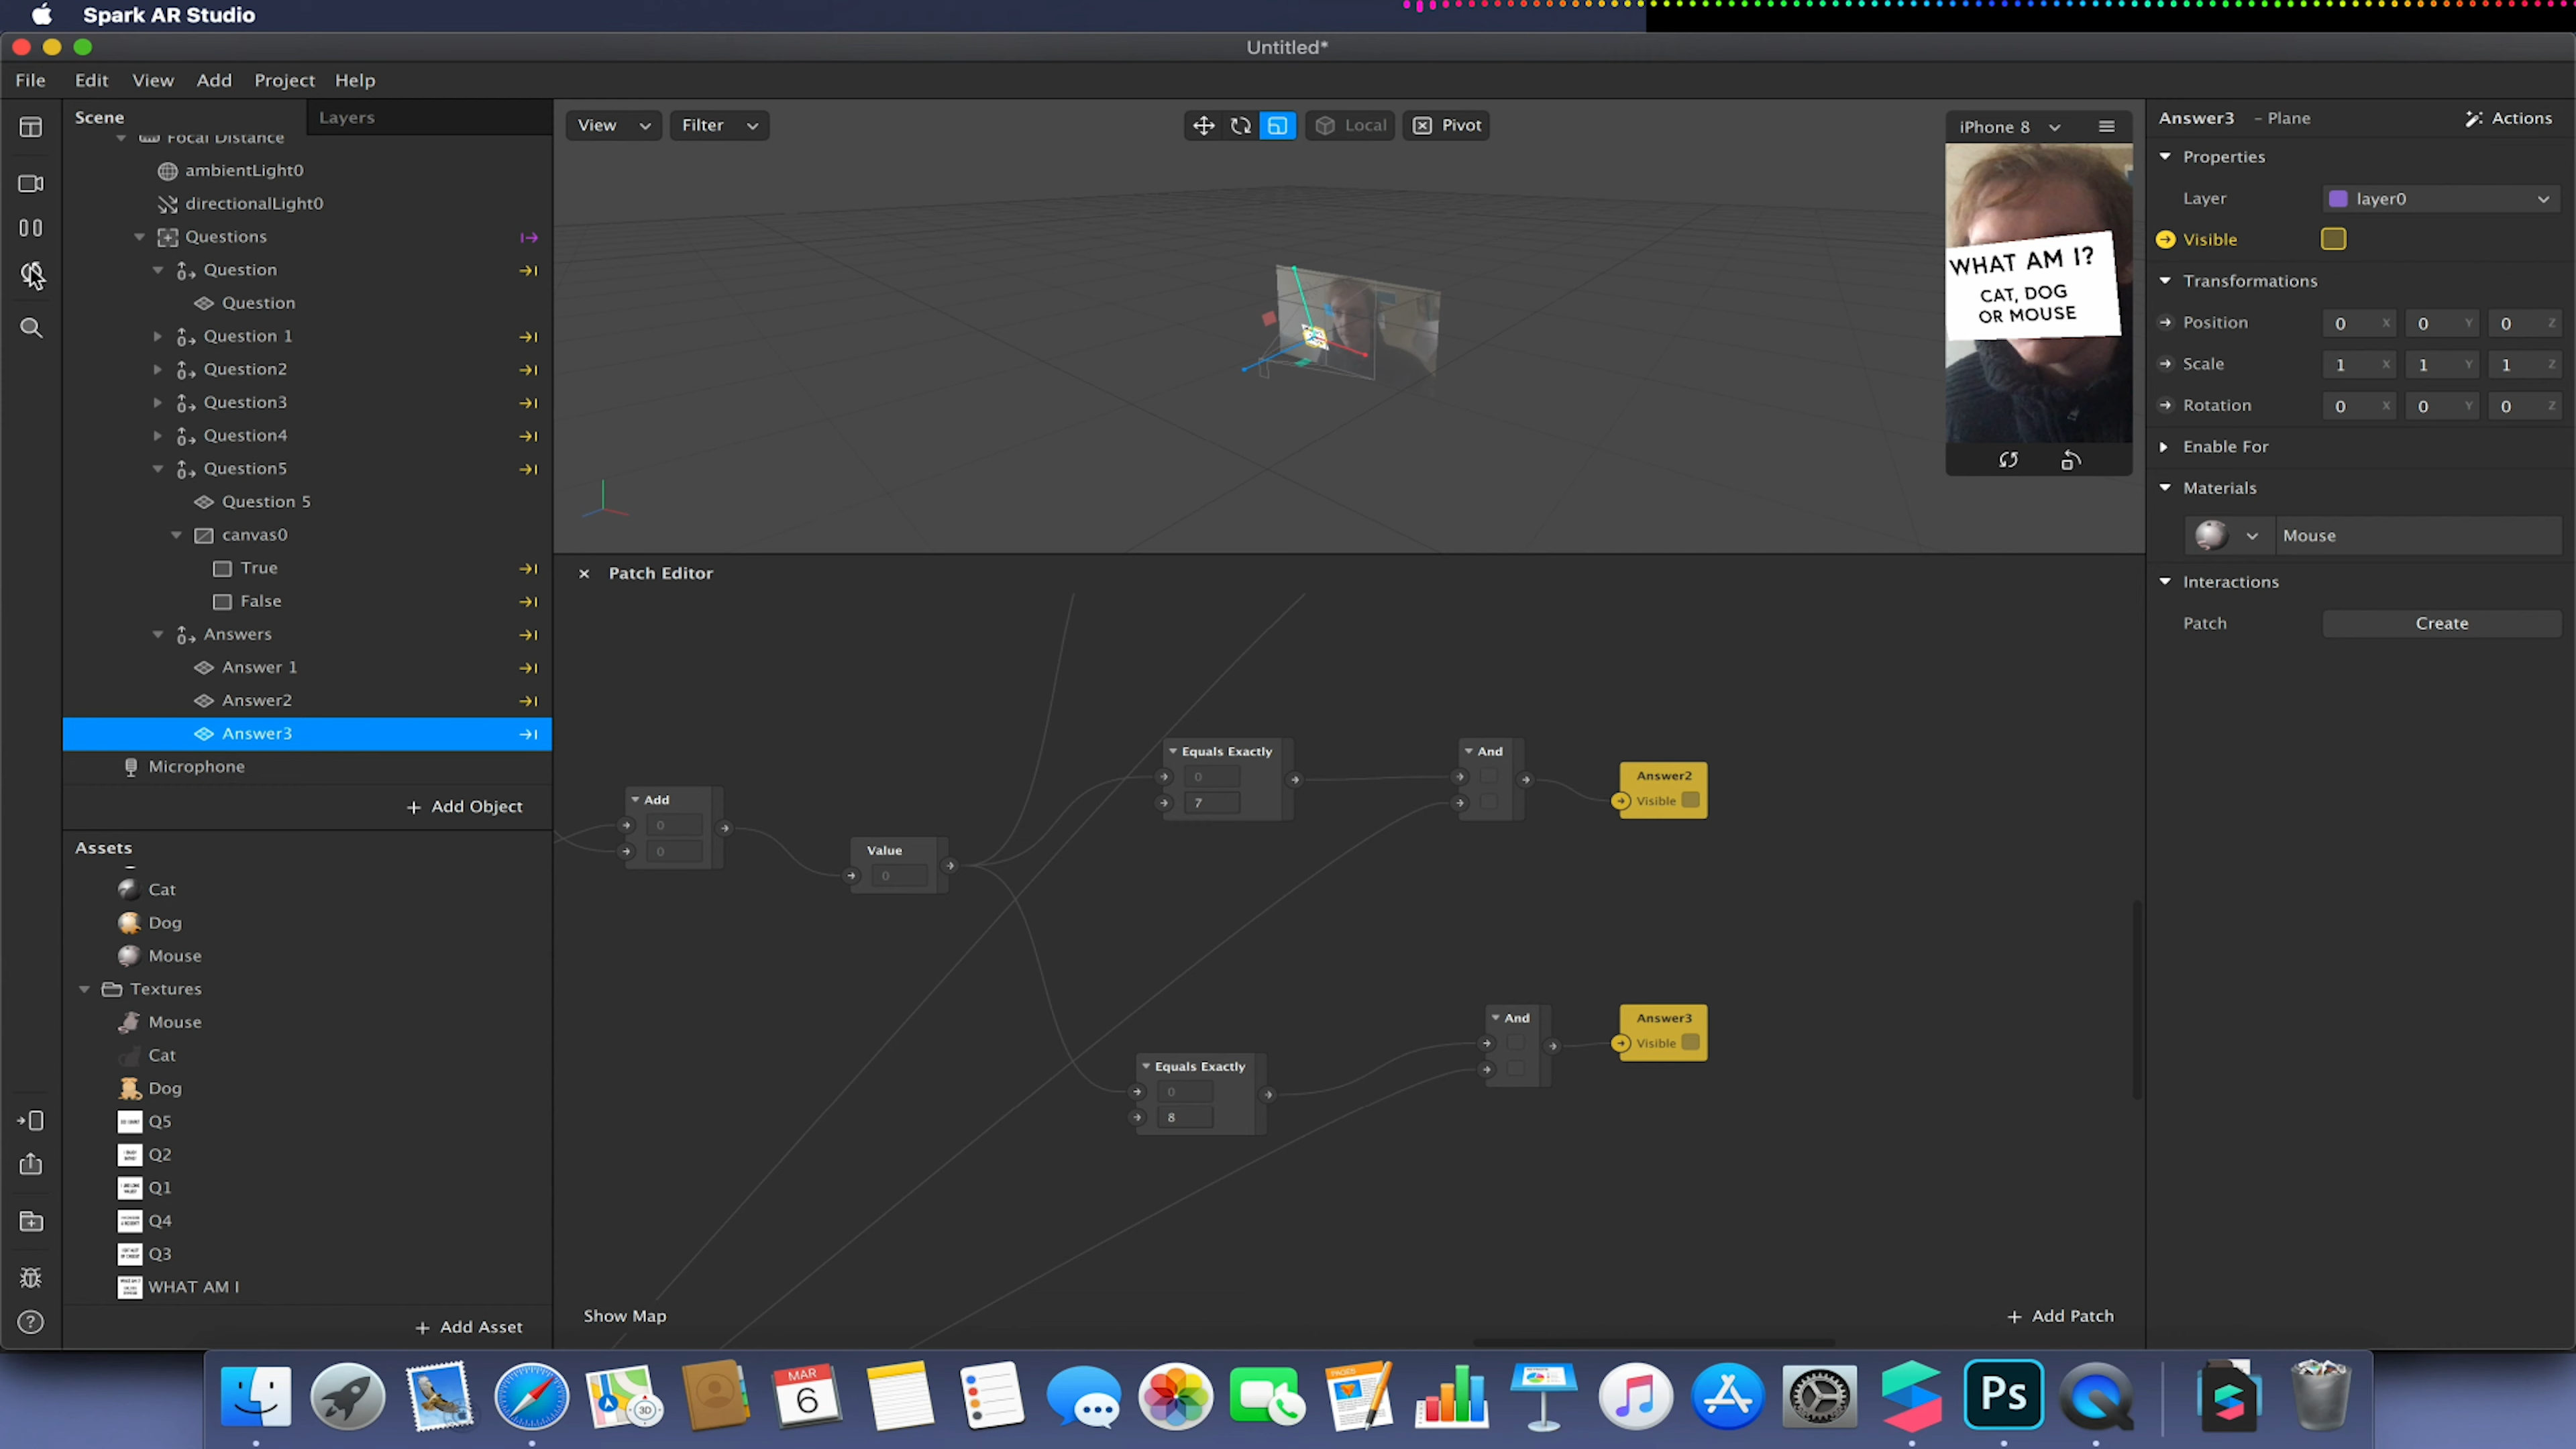 Spark AR Studio
Untitled*
File Edit View Add Project Help
Scene Layers
Focal Distance
ambientLight0
directionalLight0
Questions
Question
Question
Question 1
Question2
Question3
Question4
Question5
Question 5
canvas0
True
False
Answers
Answer 1
Answer2
Answer3
Microphone
+ Add Object
Assets
Cat
Dog
Mouse
Textures
Mouse
Cat
Dog
Q5
Q2
Q1
Q4
Q3
WHAT AM I
+ Add Asset
View Filter Local Pivot
iPhone 8
WHAT AM I?
CAT, DOG
OR MOUSE
Patch Editor
Add
0
0
Value
0
Equals Exactly
0
7
And
Answer2
Visible
Equals Exactly
0
8
And
Answer3
Visible
Show Map
+ Add Patch
Answer3 – Plane Actions
Properties
Layer layer0
Visible
Transformations
Position 0 X 0 Y 0 Z
Scale 1 X 1 Y 1 Z
Rotation 0 X 0 Y 0 Z
Enable For
Materials
Mouse
Interactions
Patch Create
3D
MAR
6
PAGES
Ps